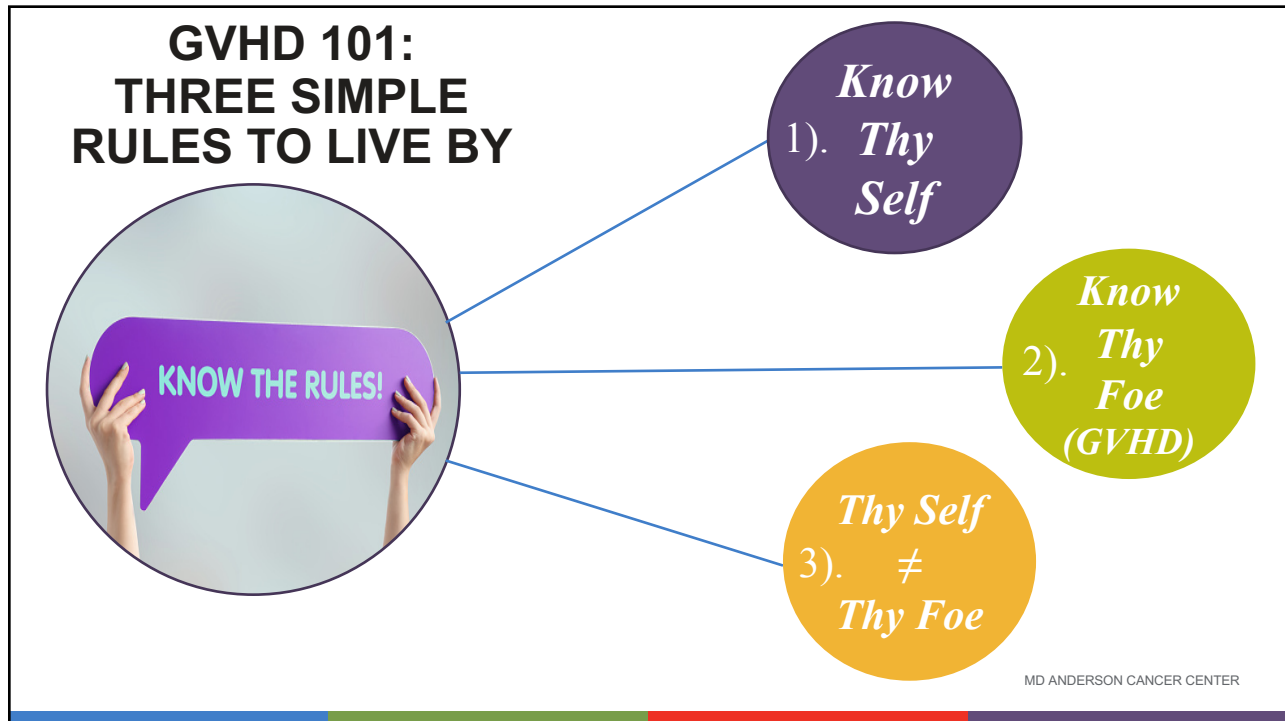 GVHD 101:
THREE SIMPLE
RULES TO LIVE BY
KNOW THE RULES!
Know
1). Thy
Self
Know
2). Thy
Foe
(GVHD)
Thy Self
3). ≠
Thy Foe
MD ANDERSON CANCER CENTER